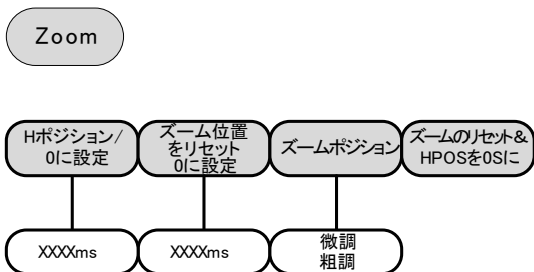 Zoom
Hポジション/
0に設定
ズーム位置
をリセット
0に設定
ズームポジション
ズームのリセット&
HPOSを0Sに
XXXXms
XXXXms
微調
粗調